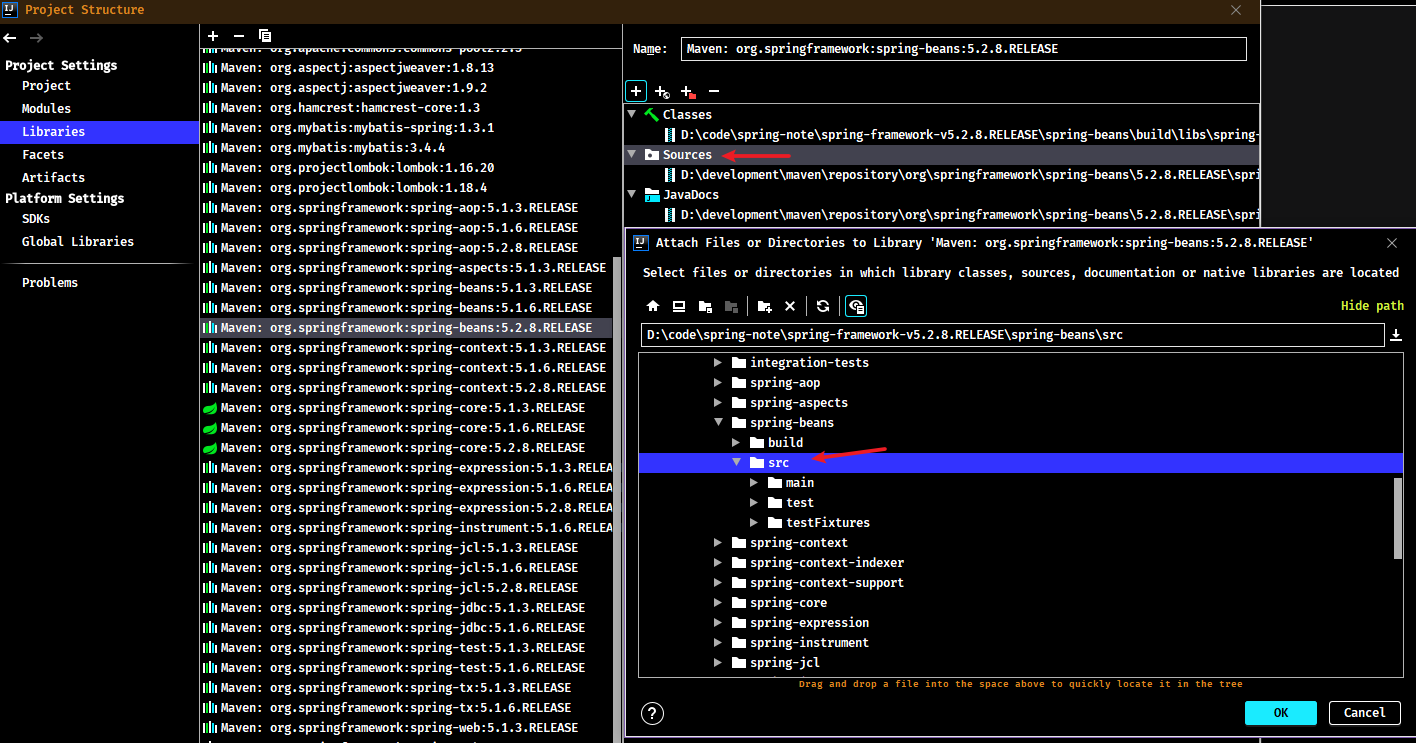 Project Structure
Project Settings
Project
Modules
Libraries
Facets
Artifacts
Platform Settings
SDKs
Global Libraries
Problems
Maven: org.aspectj:aspectjweaver:1.8.13
Maven: org.aspectj:aspectjweaver:1.9.2
Maven: org.hamcrest:hamcrest-core:1.3
Maven: org.mybatis:mybatis-spring:1.3.1
Maven: org.mybatis:mybatis:3.4.4
Maven: org.projectlombok:lombok:1.16.20
Maven: org.projectlombok:lombok:1.18.4
Maven: org.springframework:spring-aop:5.1.3.RELEASE
Maven: org.springframework:spring-aop:5.1.6.RELEASE
Maven: org.springframework:spring-aop:5.2.8.RELEASE
Maven: org.springframework:spring-aspects:5.1.3.RELEASE
Maven: org.springframework:spring-beans:5.1.3.RELEASE
Maven: org.springframework:spring-beans:5.1.6.RELEASE
Maven: org.springframework:spring-beans:5.2.8.RELEASE
Maven: org.springframework:spring-context:5.1.3.RELEASE
Maven: org.springframework:spring-context:5.1.6.RELEASE
Maven: org.springframework:spring-context:5.2.8.RELEASE
Maven: org.springframework:spring-core:5.1.3.RELEASE
Maven: org.springframework:spring-core:5.1.6.RELEASE
Maven: org.springframework:spring-core:5.2.8.RELEASE
Maven: org.springframework:spring-expression:5.1.3.RELEA
Maven: org.springframework:spring-expression:5.1.6.RELEA
Maven: org.springframework:spring-expression:5.2.8.RELEA
Maven: org.springframework:spring-instrument:5.1.6.RELEA
Maven: org.springframework:spring-jcl:5.1.3.RELEASE
Maven: org.springframework:spring-jcl:5.1.6.RELEASE
Maven: org.springframework:spring-jcl:5.2.8.RELEASE
Maven: org.springframework:spring-jdbc:5.1.3.RELEASE
Maven: org.springframework:spring-jdbc:5.1.6.RELEASE
Maven: org.springframework:spring-test:5.1.3.RELEASE
Maven: org.springframework:spring-test:5.1.6.RELEASE
Maven: org.springframework:spring-tx:5.1.3.RELEASE
Maven: org.springframework:spring-tx:5.1.6.RELEASE
Maven: org.springframework:spring-web:5.1.3.RELEASE
Name: Maven: org.springframework:spring-beans:5.2.8.RELEASE
Classes
D:\code\spring-note\spring-framework-v5.2.8.RELEASE\spring-beans\build\libs\spring-
Sources
D:\development\maven\repository\org\springframework\spring-beans\5.2.8.RELEASE\spri
JavaDocs
D:\development\maven\repository\org\springframework\spring-beans\5.2.8.RELEASE\spri
Attach Files or Directories to Library 'Maven: org.springframework:spring-beans:5.2.8.RELEASE'
Select files or directories in which library classes, sources, documentation or native libraries are located
Hide path
D:\code\spring-note\spring-framework-v5.2.8.RELEASE\spring-beans\src
integration-tests
spring-aop
spring-aspects
spring-beans
build
src
main
test
testFixtures
spring-context
spring-context-indexer
spring-context-support
spring-core
spring-expression
spring-instrument
spring-jcl
Drag and drop a file into the space above to quickly locate it in the tree
?
OK
Cancel